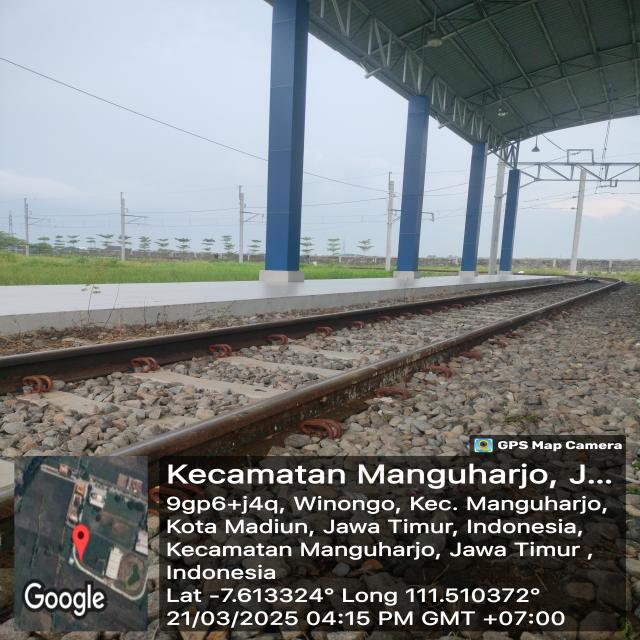 GPS Map Camera
Kecamatan Manguharjo, J...
9gp6+j4q, Winongo, Kec. Manguharjo,
Kota Madiun, Jawa Timur, Indonesia,
Kecamatan Manguharjo, Jawa Timur ,
Indonesia
Lat -7.613324° Long 111.510372°
21/03/2025 04:15 PM GMT +07:00
Google